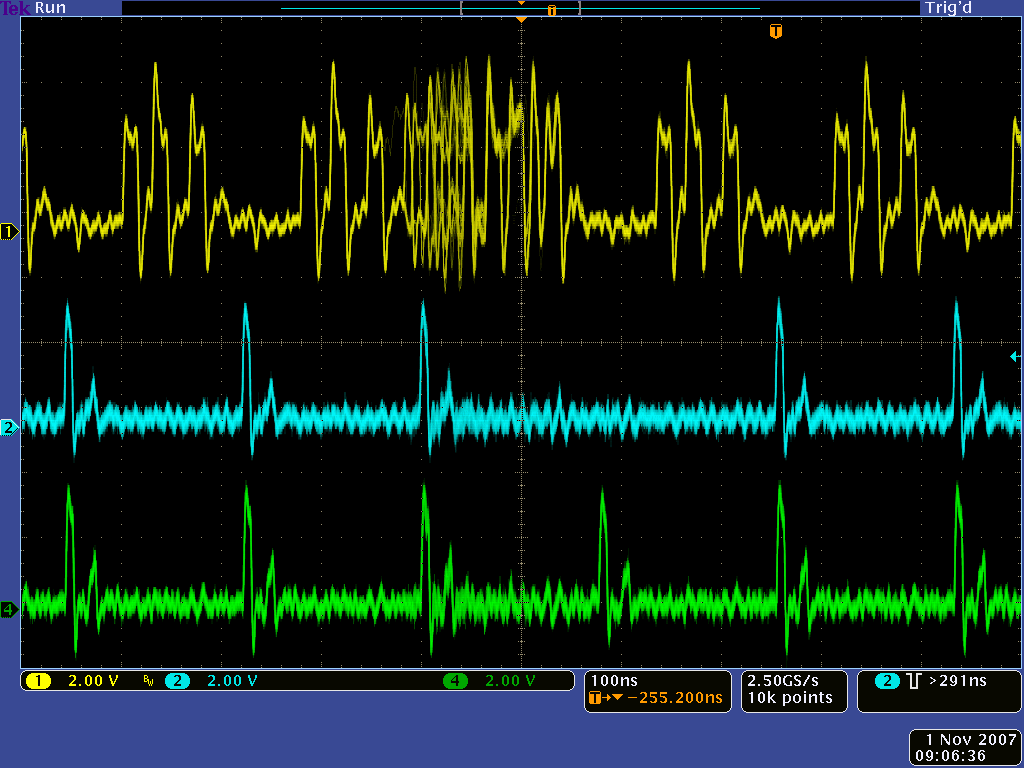 Tek Run Trig'd
T
T
1
2
4
1 2.00 V BW 2 2.00 V 4 2.00 V
100ns
T→▼ −255.200ns
2.50GS/s
10k points
2 >291ns
1 Nov 2007
09:06:36